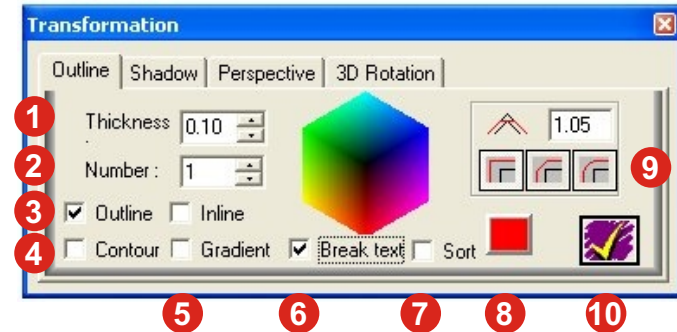 Transformation
Outline Shadow Perspective 3D Rotation
1 Thickness : 0.10 1.05
2 Number : 1 9
3 Outline Inline
4 Contour Gradient Break text Sort
5 6 7 8 10